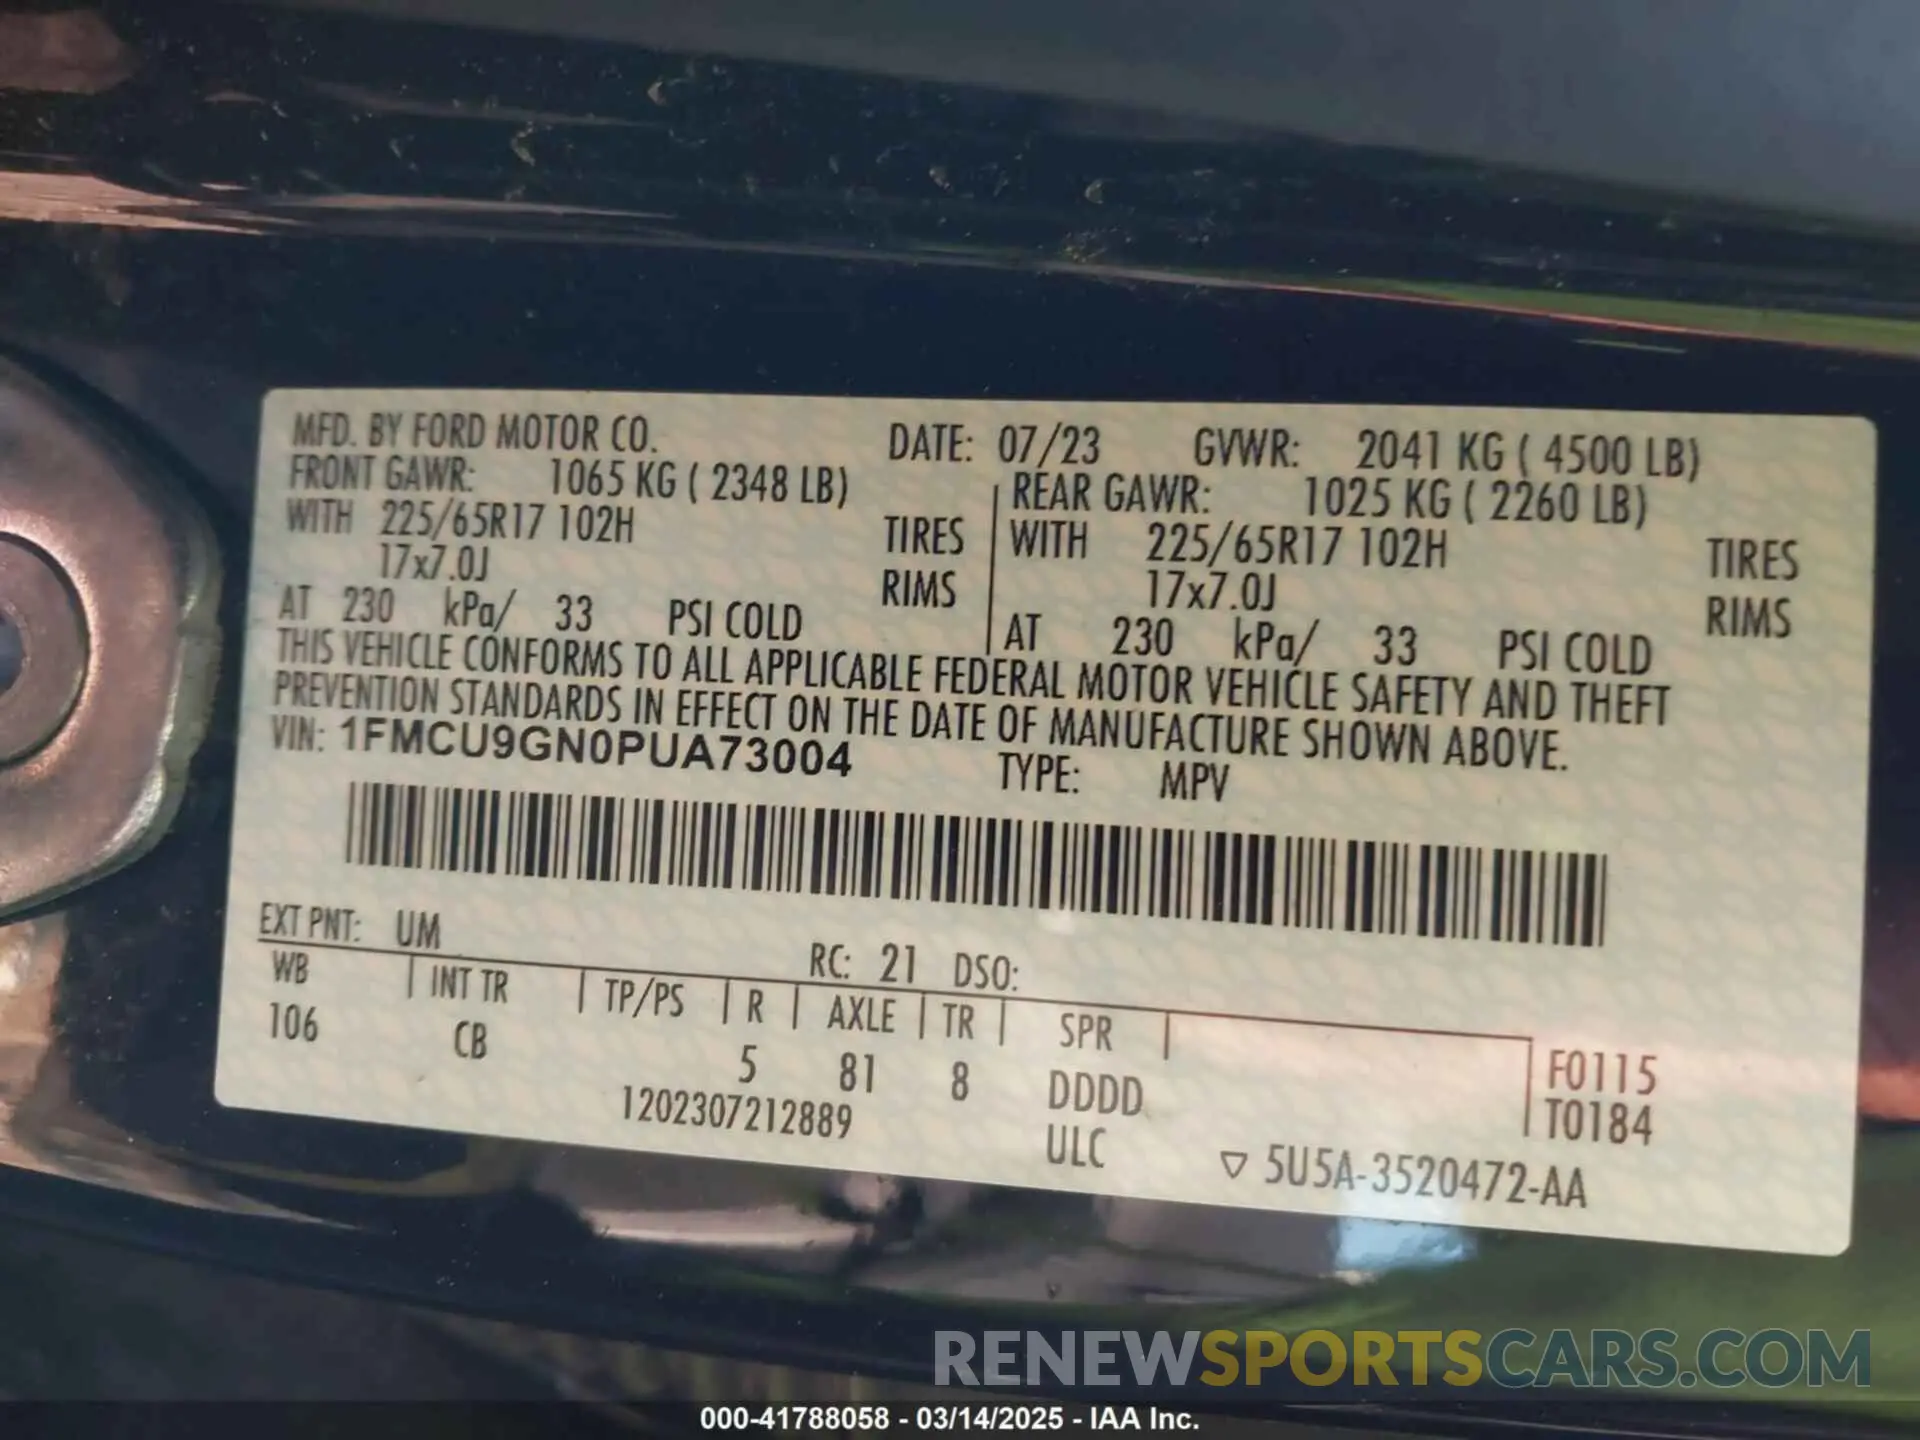 MFD. BY FORD MOTOR CO. DATE: 07/23 GVWR: 2041 KG ( 4500 LB)
FRONT GAWR: 1065 KG ( 2348 LB) REAR GAWR: 1025 KG ( 2260 LB)
WITH 225/65R17 102H TIRES WITH 225/65R17 102H TIRES
17x7.0J RIMS 17x7.0J RIMS
AT 230 kPa/ 33 PSI COLD AT 230 kPa/ 33 PSI COLD
THIS VEHICLE CONFORMS TO ALL APPLICABLE FEDERAL MOTOR VEHICLE SAFETY AND THEFT
PREVENTION STANDARDS IN EFFECT ON THE DATE OF MANUFACTURE SHOWN ABOVE.
VIN: 1FMCU9GN0PUA73004 TYPE: MPV
EXT PNT: UM RC: 21 DSO:
WB INT TR TP/PS R AXLE TR SPR
106 CB 5 81 8 DDDD F0115
1202307212889 ULC T0184
▽ 5U5A-3520472-AA
RENEWSPORTSCARS.COM
000-41788058 - 03/14/2025 - IAA Inc.